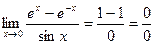 lim x→0 (e^x − e^−x)/(sin x) = (1−1)/0 = 0/0